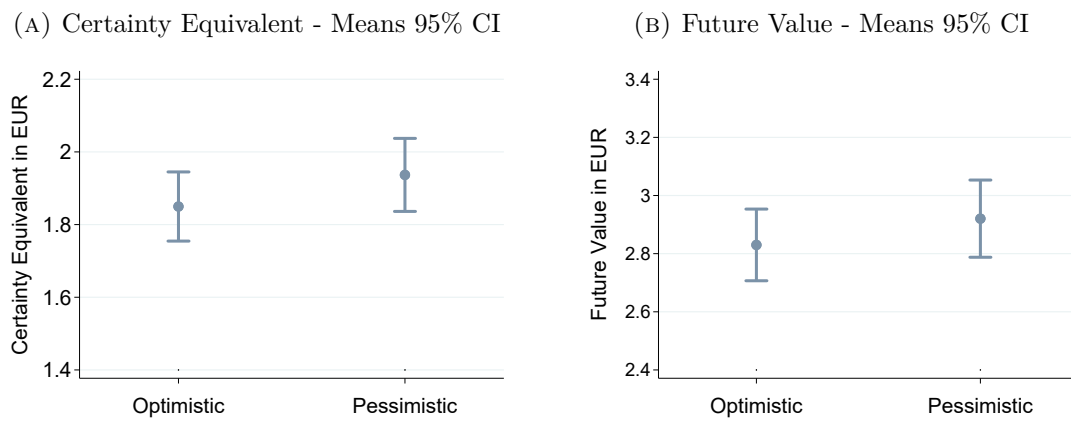 (A) Certainty Equivalent - Means 95% CI
Certainty Equivalent in EUR
2.2
2
1.8
1.6
1.4
Optimistic Pessimistic
(B) Future Value - Means 95% CI
Future Value in EUR
3.4
3.2
3
2.8
2.6
2.4
Optimistic Pessimistic